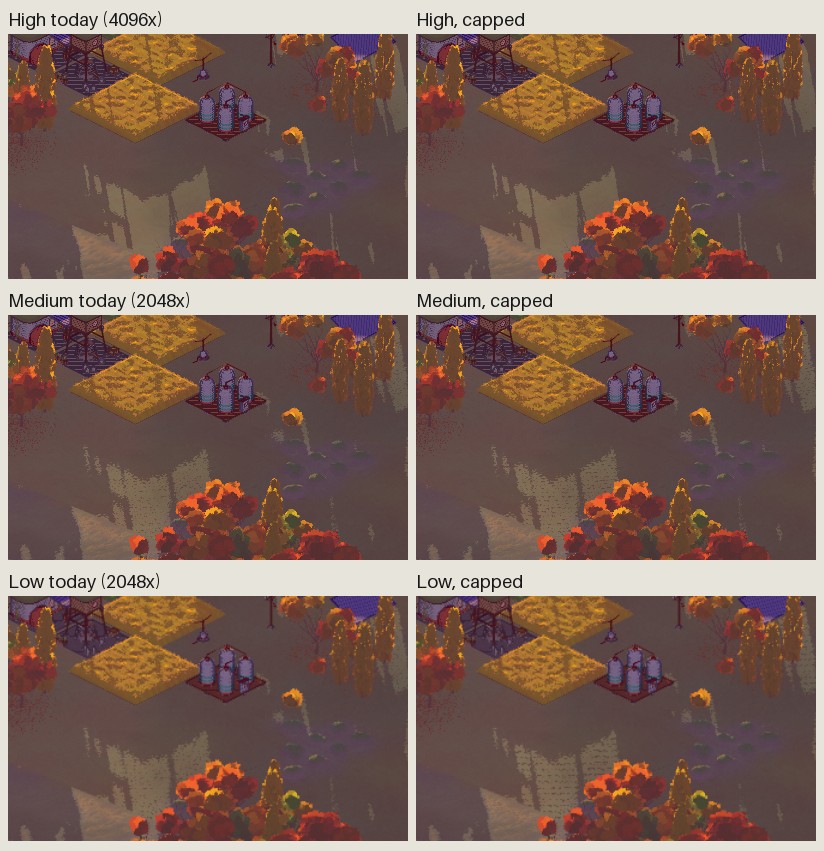 High today (4096x)
High, capped
Medium today (2048x)
Medium, capped
Low today (2048x)
Low, capped